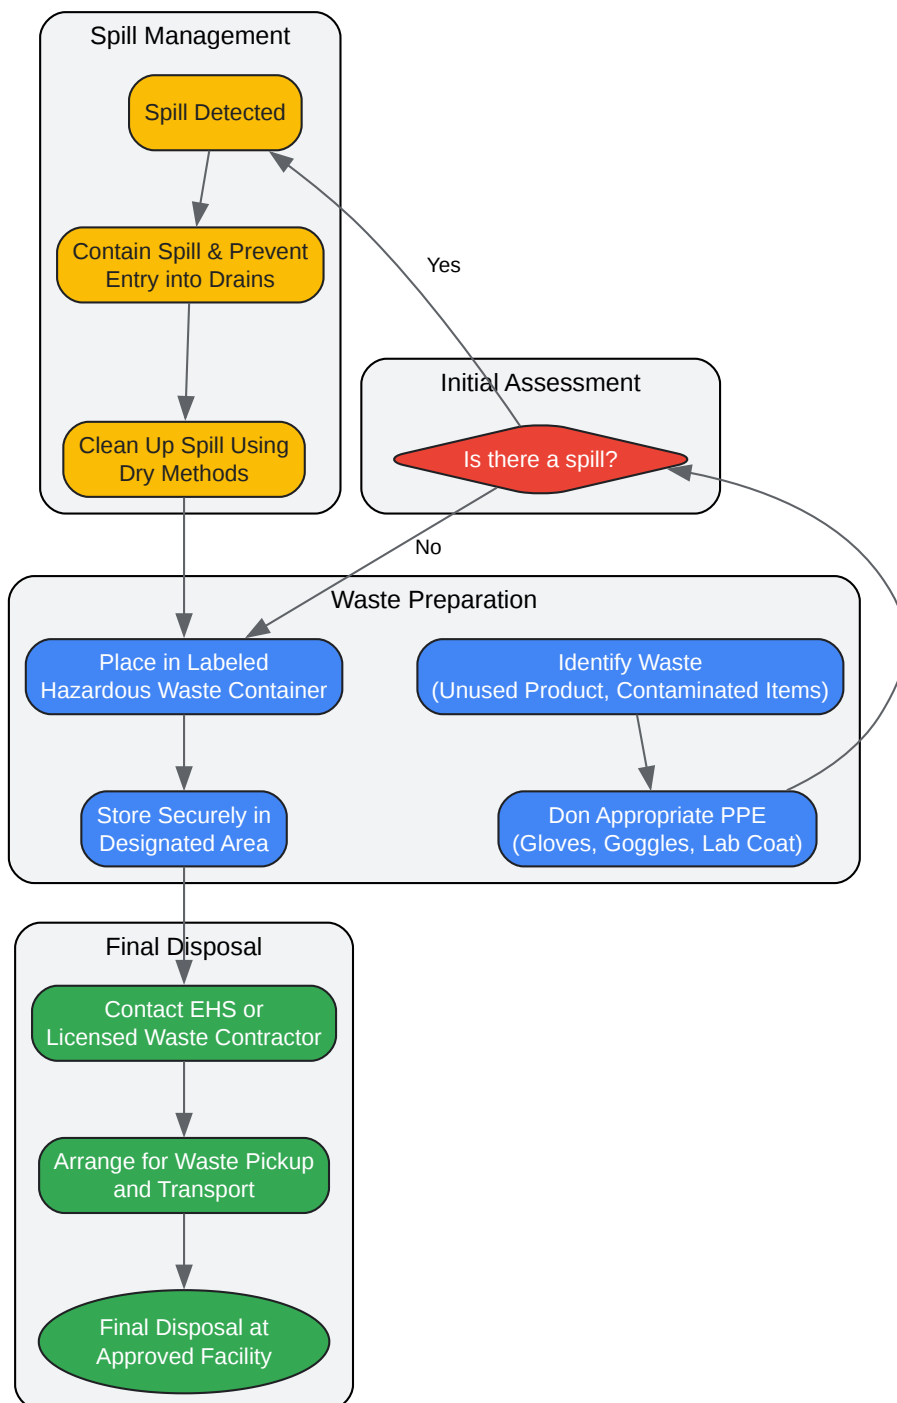 Spill Management
Spill Detected
Contain Spill & Prevent
Entry into Drains
Yes
Initial Assessment
Is there a spill?
Clean Up Spill Using
Dry Methods
No
Waste Preparation
Place in Labeled
Hazardous Waste Container
Identify Waste
(Unused Product, Contaminated Items)
Store Securely in
Designated Area
Don Appropriate PPE
(Gloves, Goggles, Lab Coat)
Final Disposal
Contact EHS or
Licensed Waste Contractor
Arrange for Waste Pickup
and Transport
Final Disposal at
Approved Facility